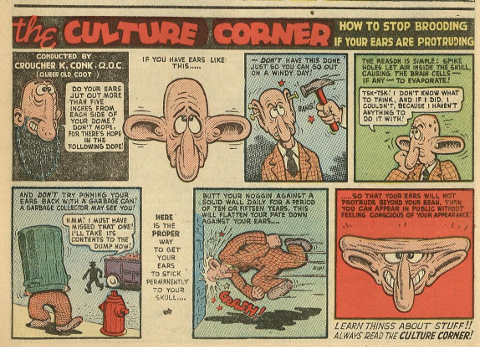 the CULTURE CORNER
HOW TO STOP BROODING
IF YOUR EARS ARE PROTRUDING
CONDUCTED BY
CROUCHER K. CONK·Q.O.C.
(QUEER OLD COOT)
DO YOUR EARS
JUT OUT MORE
THAN FIVE
INCHES FROM
EACH SIDE OF
YOUR DOME?
DON'T MOPE,
FOR THERE'S HOPE
IN THE
FOLLOWING DOPE!
IF YOU HAVE EARS LIKE
THIS.....
—DON'T HAVE THIS DONE
JUST SO YOU CAN GO OUT
ON A WINDY DAY!
BANG!
THE REASON IS SIMPLE: SPIKE
HOLES LET AIR INSIDE THE SKULL,
CAUSING THE BRAIN CELLS —
IF ANY — TO EVAPORATE!
TSK-TSK! I DON'T KNOW WHAT
TO THINK, AND IF I DID, I
COULDN'T, BECAUSE I HAVEN'T
ANYTHING TO
DO IT WITH!
AND DON'T TRY PINNING YOUR
EARS BACK WITH A GARBAGE CAN!
A GARBAGE COLLECTOR MAY SEE YOU!
HMM! I MUST HAVE
MISSED THAT ONE!
I'LL TAKE ITS
CONTENTS TO THE
DUMP NOW!
HERE
IS THE
PROPER
WAY
TO GET
YOUR
EARS
TO STICK
PERMANENTLY
TO YOUR
SKULL....
BUTT YOUR NOGGIN AGAINST A
SOLID WALL DAILY FOR A PERIOD
OF TEN OR FIFTEEN YEARS. THIS
WILL FLATTEN YOUR PATE DOWN
AGAINST YOUR EARS....
CRASH!
...SO THAT YOUR EARS WILL NOT
PROTRUDE BEYOND YOUR BEAN. THEN
YOU CAN APPEAR IN PUBLIC WITHOUT
FEELING CONSCIOUS OF YOUR APPEARANCE!
LEARN THINGS ABOUT STUFF!!
ALWAYS READ THE CULTURE CORNER!